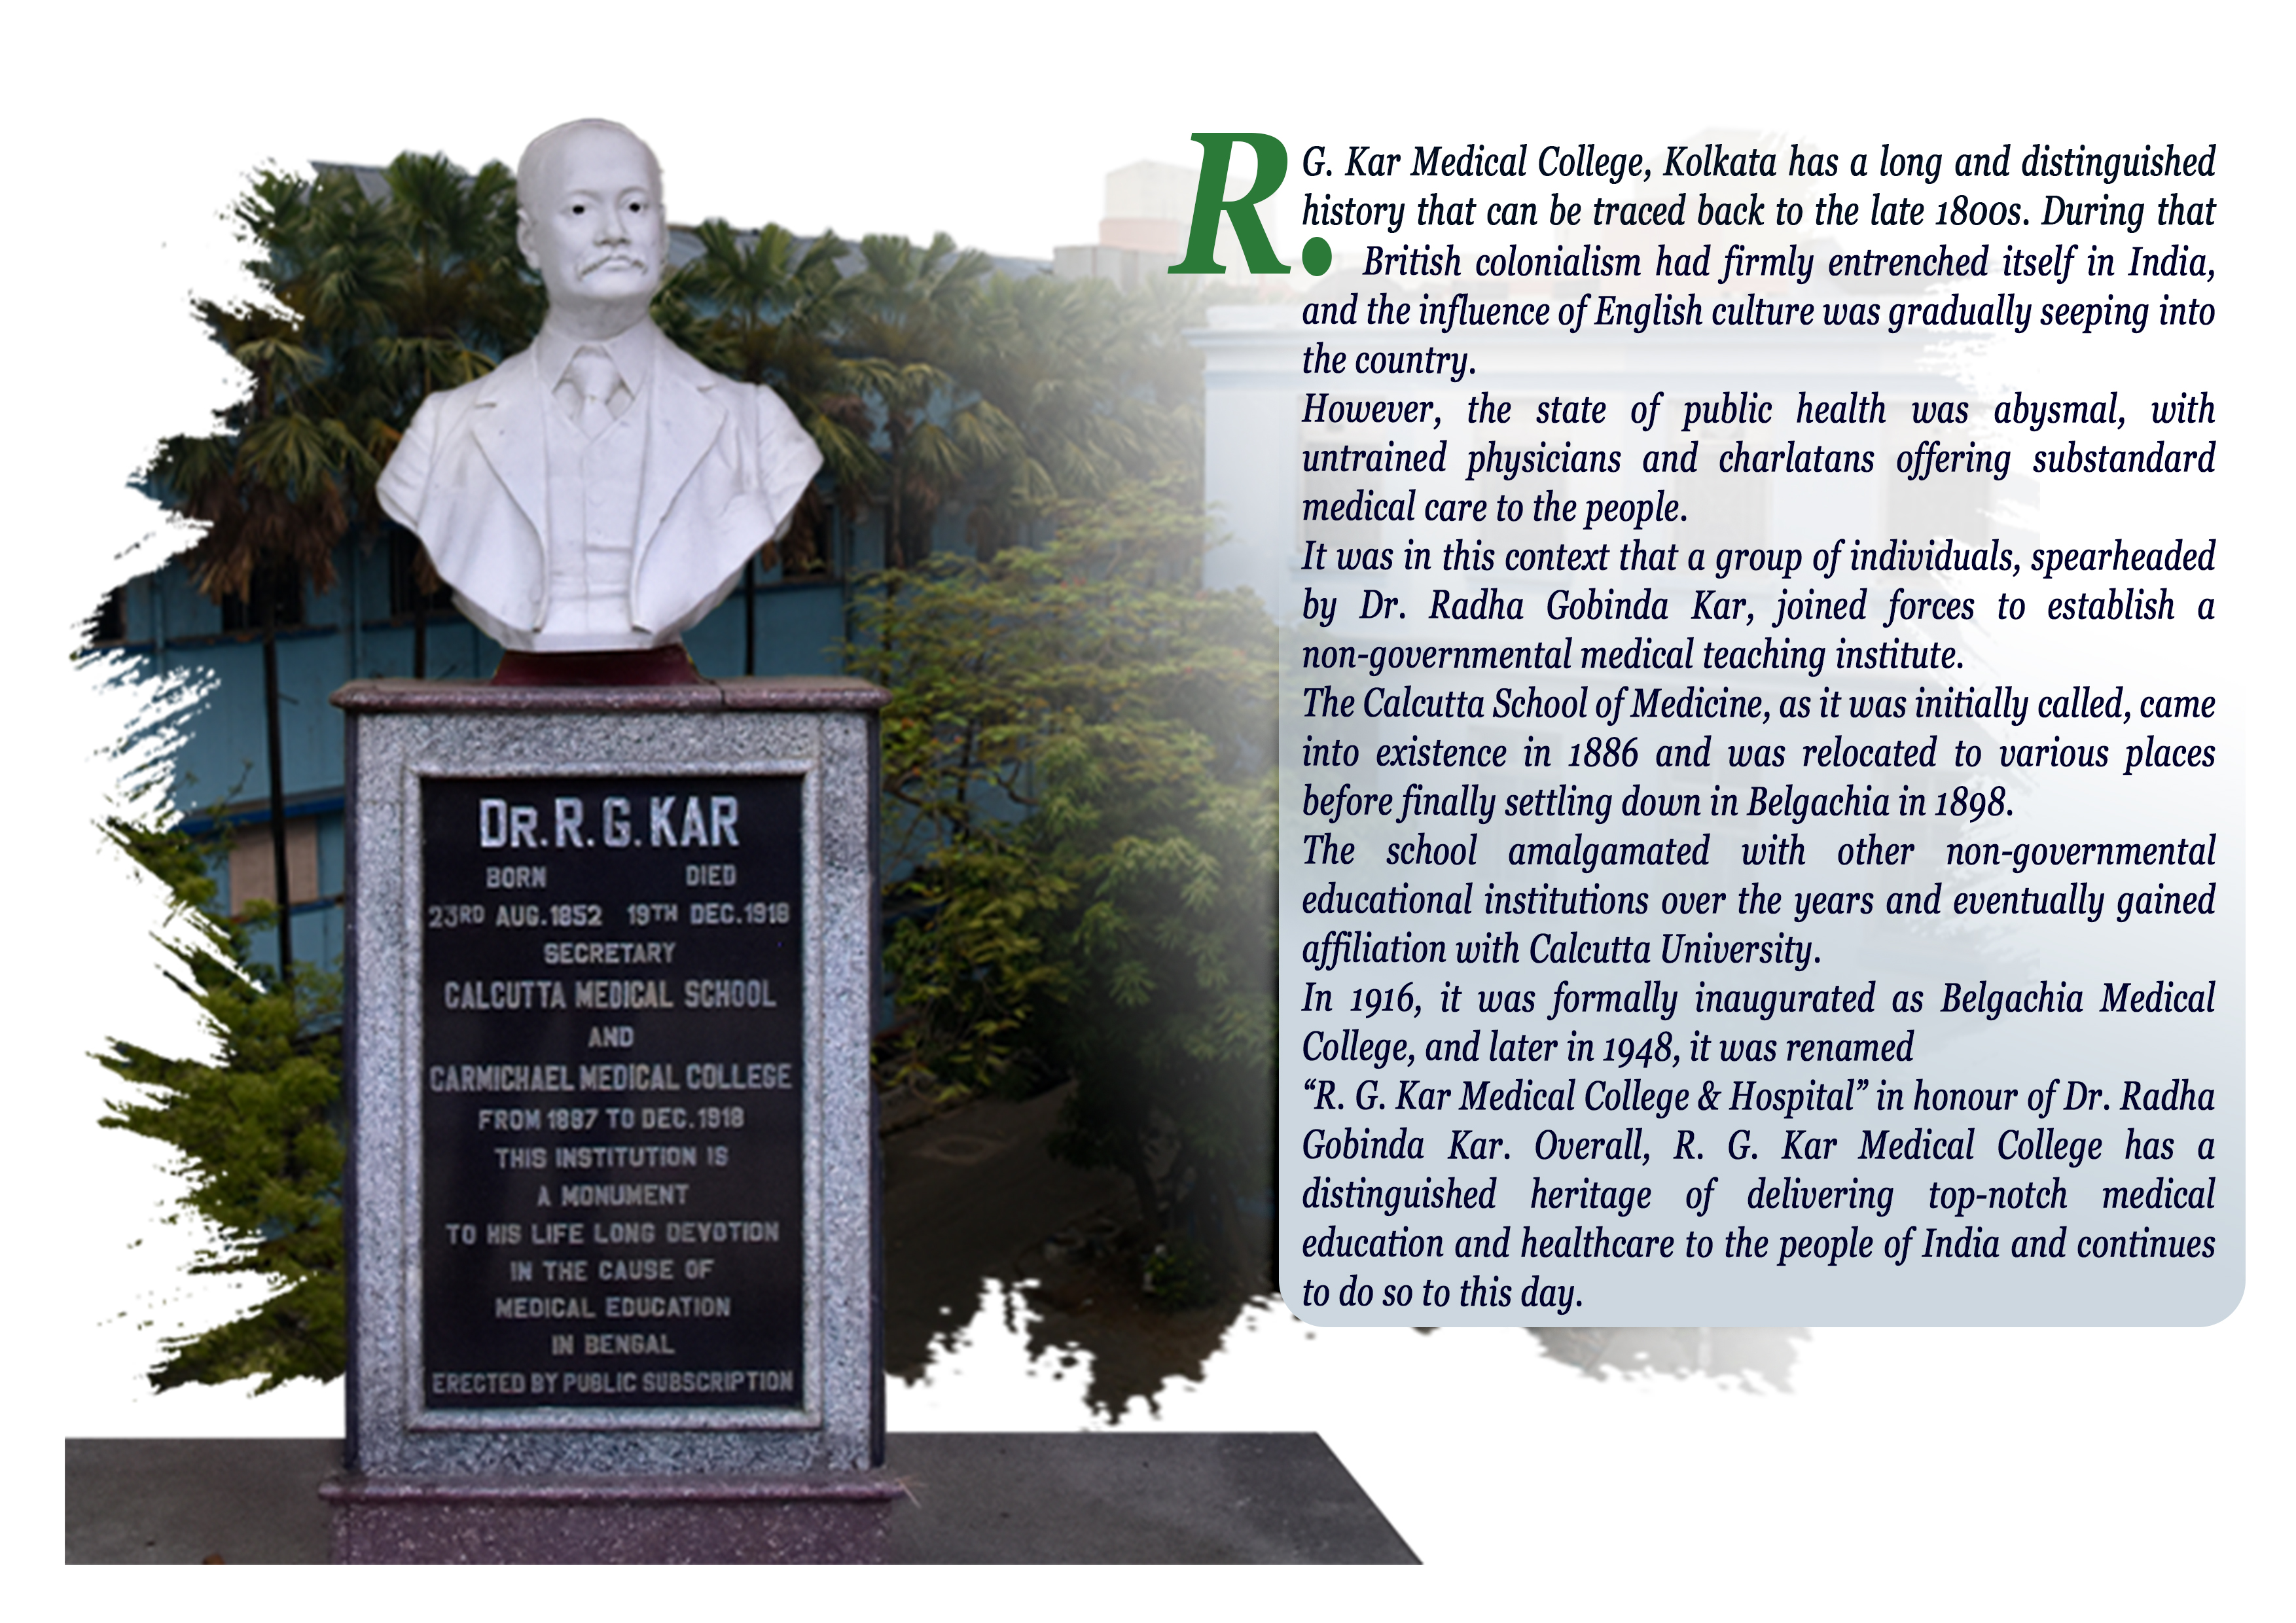 DR. R. G. KAR
BORN DIED
23RD AUG. 1852 19TH DEC. 1918
SECRETARY
CALCUTTA MEDICAL SCHOOL
AND
CARMICHAEL MEDICAL COLLEGE
FROM 1887 TO DEC. 1918
THIS INSTITUTION IS
A MONUMENT
TO HIS LIFE LONG DEVOTION
IN THE CAUSE OF
MEDICAL EDUCATION
IN BENGAL
ERECTED BY PUBLIC SUBSCRIPTION
R. G. Kar Medical College, Kolkata has a long and distinguished
history that can be traced back to the late 1800s. During that
British colonialism had firmly entrenched itself in India,
and the influence of English culture was gradually seeping into
the country.
However, the state of public health was abysmal, with
untrained physicians and charlatans offering substandard
medical care to the people.
It was in this context that a group of individuals, spearheaded
by Dr. Radha Gobinda Kar, joined forces to establish a
non-governmental medical teaching institute.
The Calcutta School of Medicine, as it was initially called, came
into existence in 1886 and was relocated to various places
before finally settling down in Belgachia in 1898.
The school amalgamated with other non-governmental
educational institutions over the years and eventually gained
affiliation with Calcutta University.
In 1916, it was formally inaugurated as Belgachia Medical
College, and later in 1948, it was renamed
“R. G. Kar Medical College & Hospital” in honour of Dr. Radha
Gobinda Kar. Overall, R. G. Kar Medical College has a
distinguished heritage of delivering top-notch medical
education and healthcare to the people of India and continues
to do so to this day.